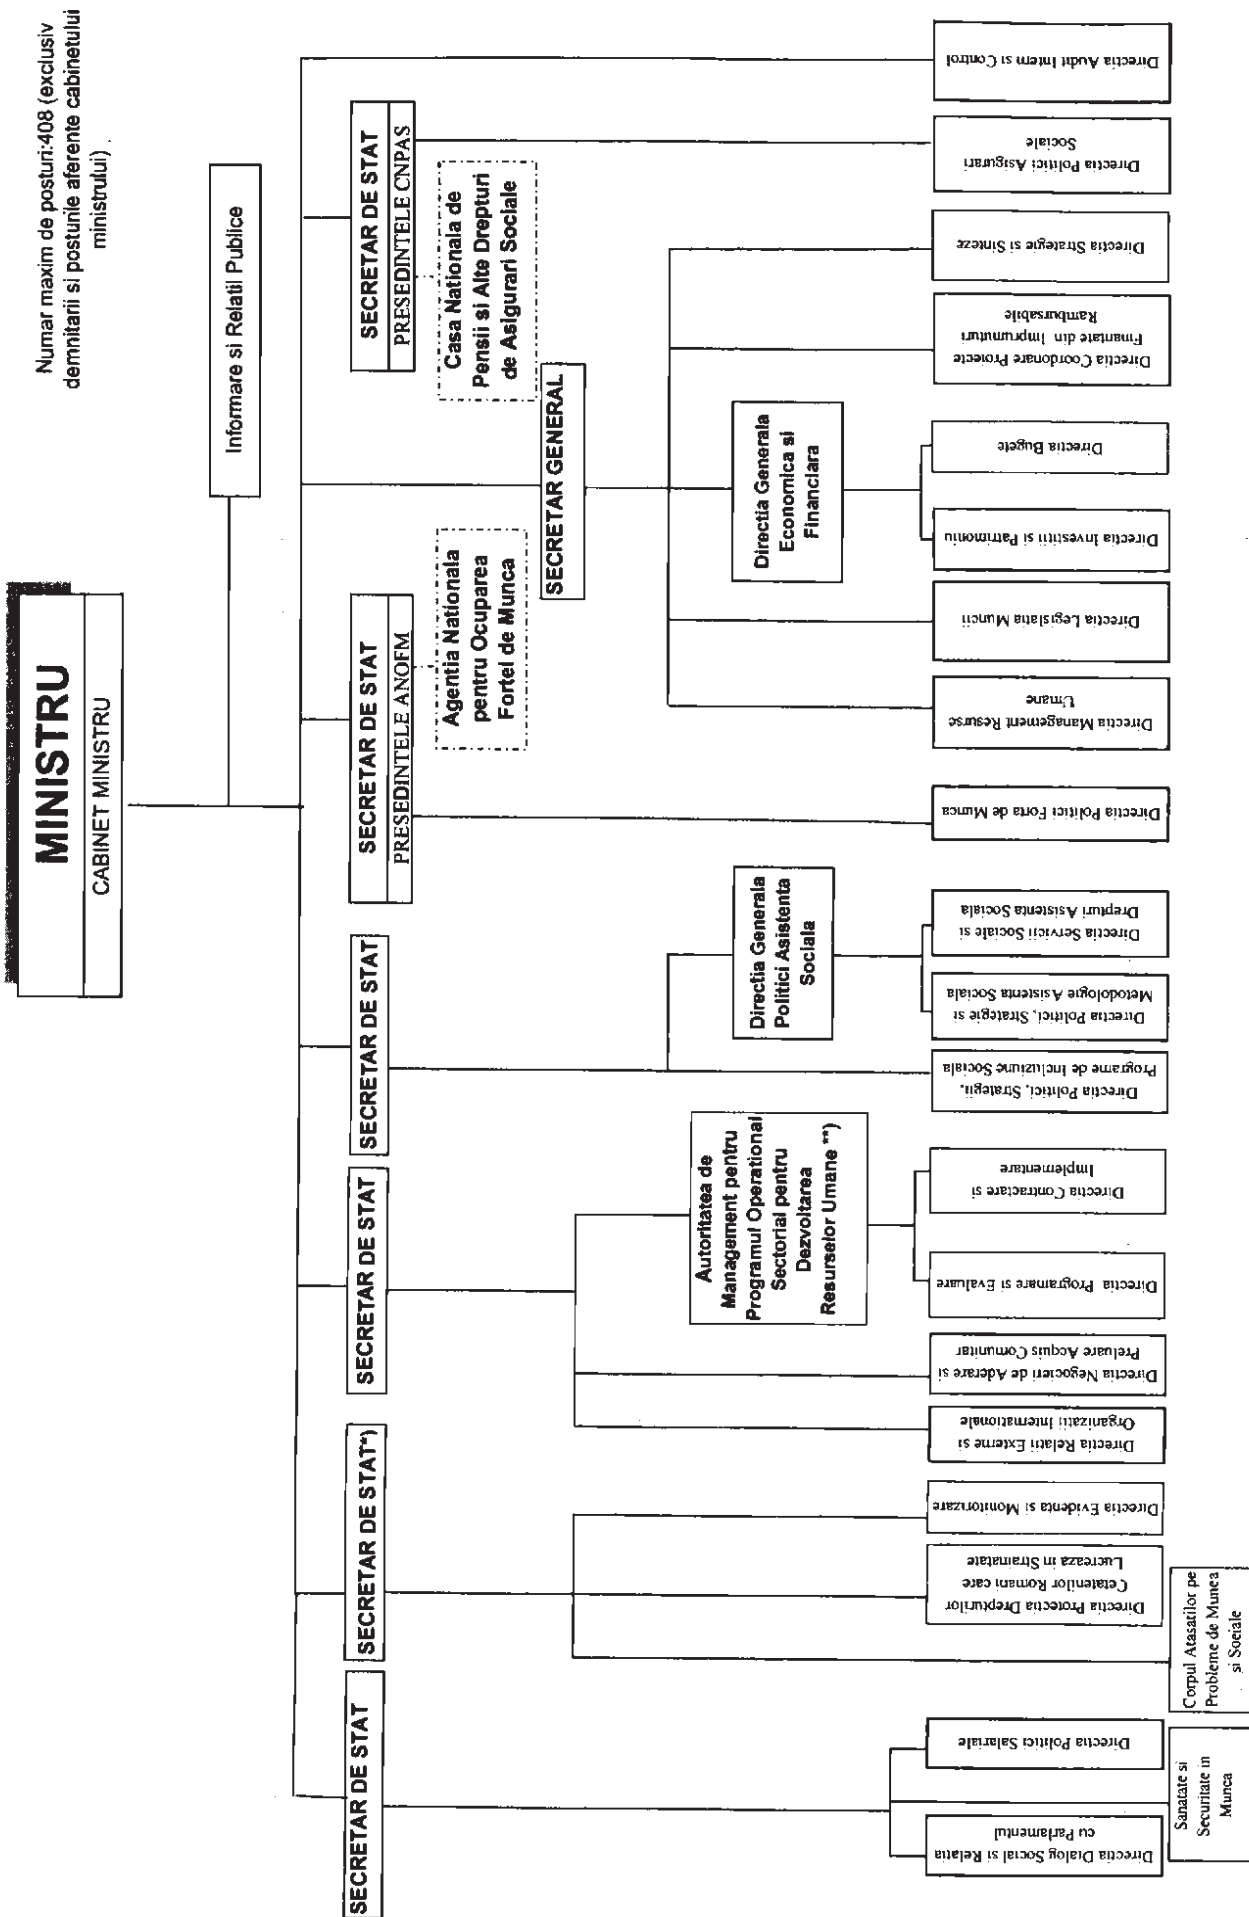 Numar maxim de posturi:408 (exclusiv
demnitarii si posturile aferente cabinetului
ministrului)
MINISTRU
CABINET MINISTRU
Informare si Relatii Publice
SECRETAR DE STAT
SECRETAR DE STAT*)
SECRETAR DE STAT
SECRETAR DE STAT
SECRETAR DE STAT
PRESEDINTELE ANOFM
SECRETAR DE STAT
PRESEDINTELE CNPAS
Agentia Nationala
pentru Ocuparea
Fortei de Munca
Casa Nationala de
Pensii si Alte Drepturi
de Asigurari Sociale
SECRETAR GENERAL
Autoritatea de
Management pentru
Programul Operational
Sectorial pentru
Dezvoltarea
Resurselor Umane **)
Directia Generala
Politici Asistenta
Sociala
Directia Generala
Economica si
Financiara
Directia Dialog Social si Relatia
cu Parlamentul
Directia Politici Salariale
Directia Protectia Drepturilor
Cetatenilor Romani care
Lucreaza in Strainatate
Directia Evidenta si Monitorizare
Directia Relatii Externe si
Organizatii Internationale
Directia Negocieri de Aderare si
Preluare Acquis Comunitar
Directia Programare si Evaluare
Directia Contractare si
Implementare
Directia Politici, Strategii,
Programe de Incluziune Sociala
Directia Politici, Strategie si
Metodologie Asistenta Sociala
Directia Servicii Sociale si
Drepturi Asistenta Sociala
Directia Politici Forta de Munca
Directia Management Resurse
Umane
Directia Legislatia Muncii
Directia Investitii si Patrimoniu
Directia Bugete
Directia Coordonare Proiecte
Finantate din Imprumuturi
Rambursabile
Directia Strategie si Sinteze
Directia Politici Asigurari
Sociale
Directia Audit Intern si Control
Sanatate si
Securitate in
Munca
Corpul Atasatilor pe
Probleme de Munca
si Sociale